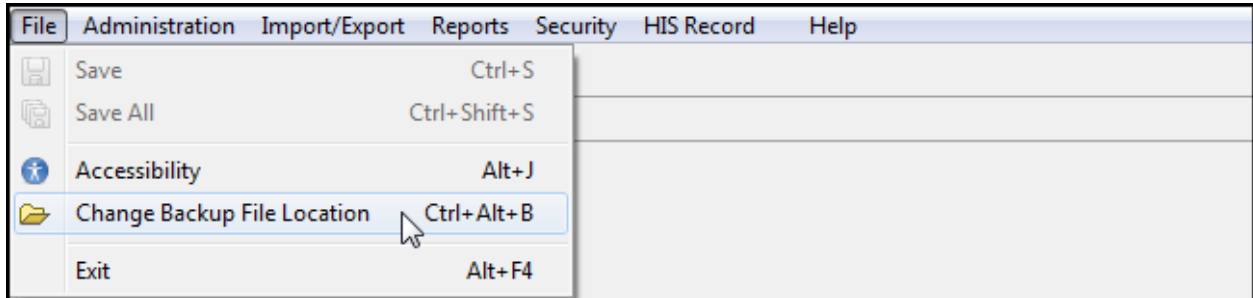 File Administration Import/Export Reports Security HIS Record Help
Save Ctrl+S
Save All Ctrl+Shift+S
Accessibility Alt+J
Change Backup File Location Ctrl+Alt+B
Exit Alt+F4